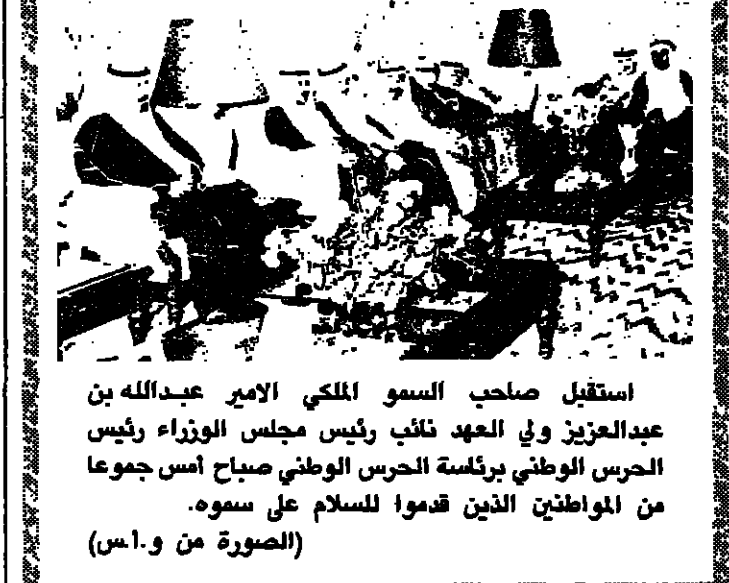 استقبل صاحب السمو الملكي الامير عبدالله بن
عبدالعزيز ولي العهد نائب رئيس مجلس الوزراء رئيس
الحرس الوطني برئاسة الحرس الوطني صباح أمس جموعا
من المواطنين الذين قدموا للسلام على سموه.
(الصورة من و.ا.س)